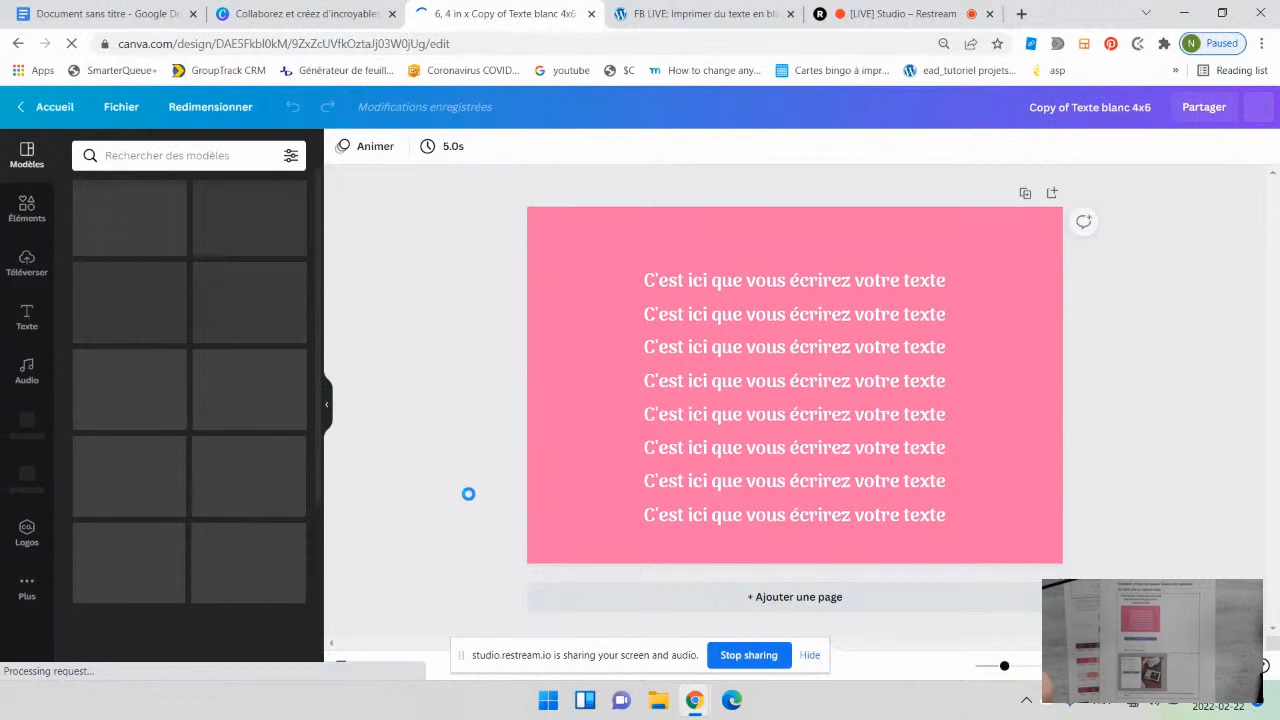 Documents sans titre - Google Do
Collaborez et créez d'incroyables
6, 4 in x Copy of Texte blanc 4x6
FB LIVE: Imprimer du texte en bl
[LIVE] Studio – Restream
canva.com/design/DAE5FkbI0kM/9ZxZcUVfkOztaJj03W0jUg/edit
N Paused
Apps
SmarterQueue+
GroupTrack CRM
Générateur de feuill...
Coronavirus COVID...
youtube
$C
How to change any...
Cartes bingo à impr...
ead_tutoriel projets...
asp
»
Reading list
Accueil
Fichier
Redimensionner
Modifications enregistrées
Copy of Texte blanc 4x6
Partager
Modèles
Rechercher des modèles
Animer
5.0s
Éléments
Téléverser
Texte
Audio
CO.
Logos
Plus
C'est ici que vous écrirez votre texte
C'est ici que vous écrirez votre texte
C'est ici que vous écrirez votre texte
C'est ici que vous écrirez votre texte
C'est ici que vous écrirez votre texte
C'est ici que vous écrirez votre texte
C'est ici que vous écrirez votre texte
C'est ici que vous écrirez votre texte
+ Ajouter une page
studio.restream.io is sharing your screen and audio.
Stop sharing
Hide
Processing request...
2022-02-22